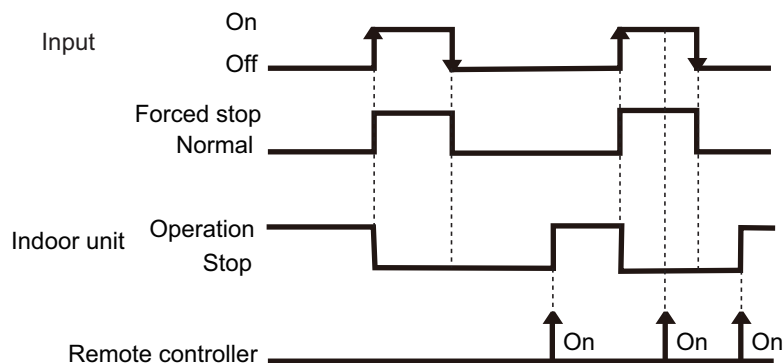 On
Input
Off
Forced stop
Normal
Operation
Indoor unit
Stop
On On On
Remote controller